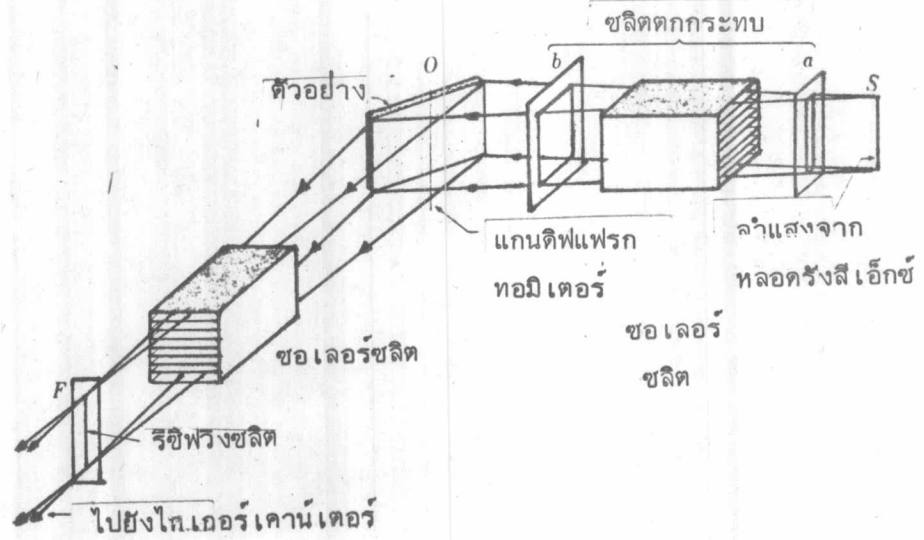 ซลิตตกกระทบ
b
a
O
S
ตัวอย่าง
แกนดิฟแฟรก
ทอมิเตอร์
ลำแสงจาก
หลอดรังสีเอ็กซ์
ซอเลอร์
ซลิต
ซอเลอร์ซลิต
F
รีซิฟวิงซลิต
ไปยังไกเกอร์เคาน์เตอร์